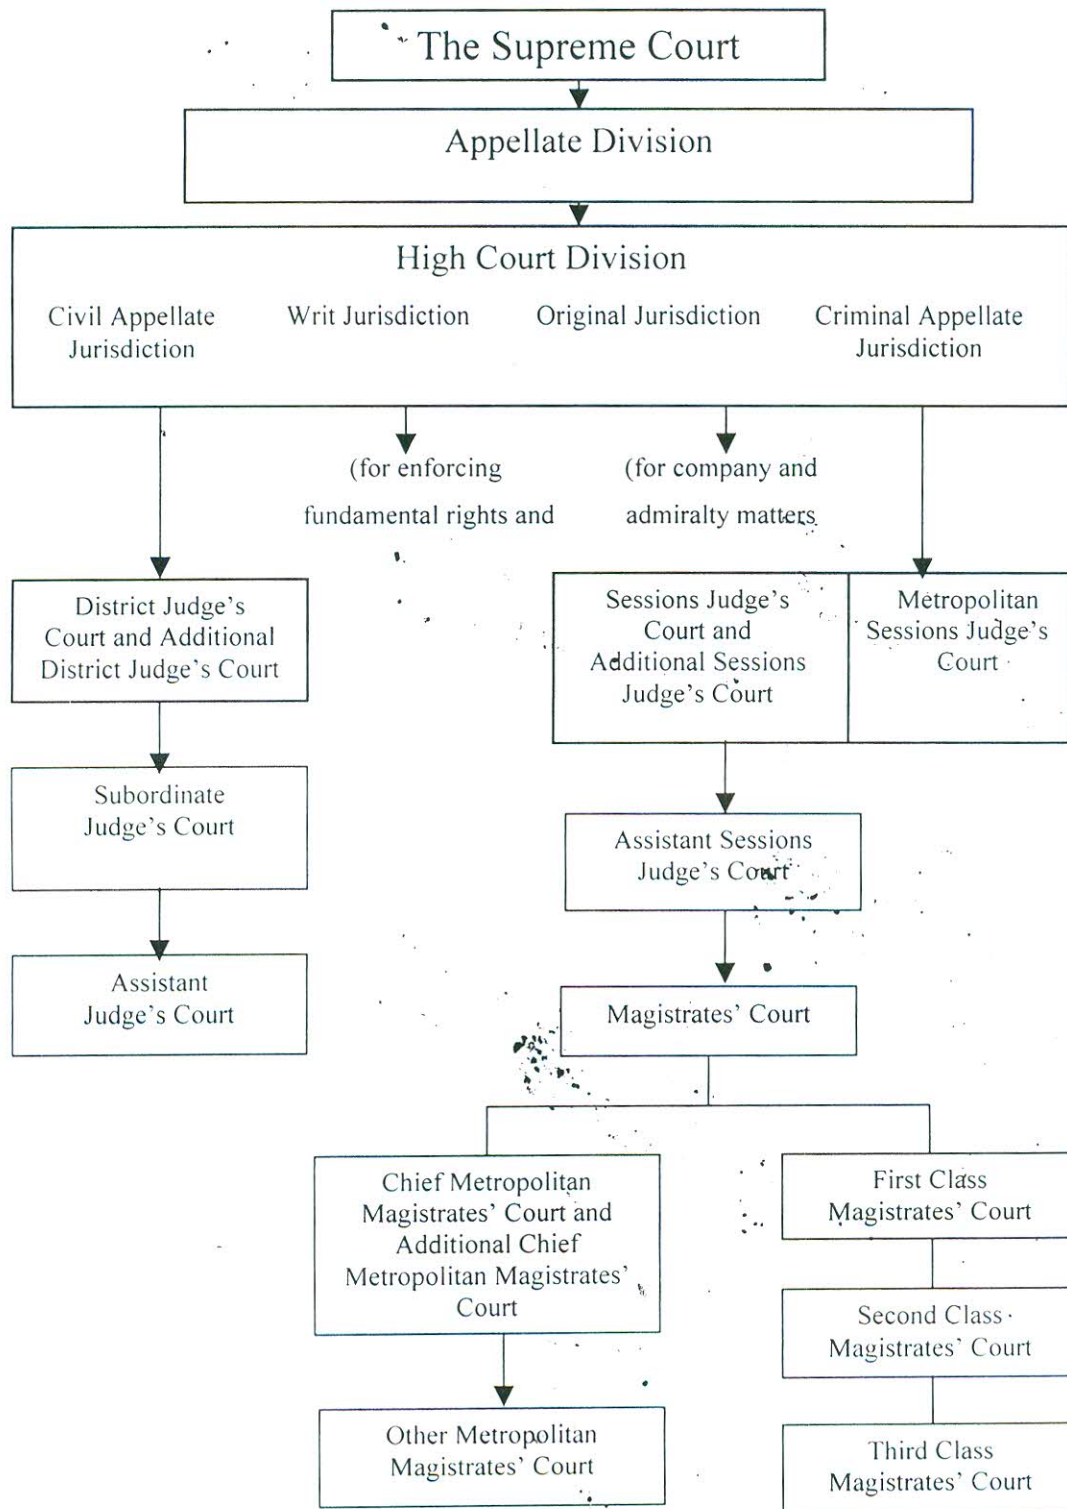 The Supreme Court
Appellate Division
High Court Division
Civil Appellate
Jurisdiction
Writ Jurisdiction
Original Jurisdiction
Criminal Appellate
Jurisdiction
(for enforcing
fundamental rights and
(for company and
admiralty matters
District Judge's
Court and Additional
District Judge's Court
Sessions Judge's
Court and
Additional Sessions
Judge's Court
Metropolitan
Sessions Judge's
Court
Subordinate
Judge's Court
Assistant Sessions
Judge's Court
Assistant
Judge's Court
Magistrates' Court
Chief Metropolitan
Magistrates' Court and
Additional Chief
Metropolitan Magistrates'
Court
First Class
Magistrates' Court
Second Class
Magistrates' Court
Other Metropolitan
Magistrates' Court
Third Class
Magistrates' Court